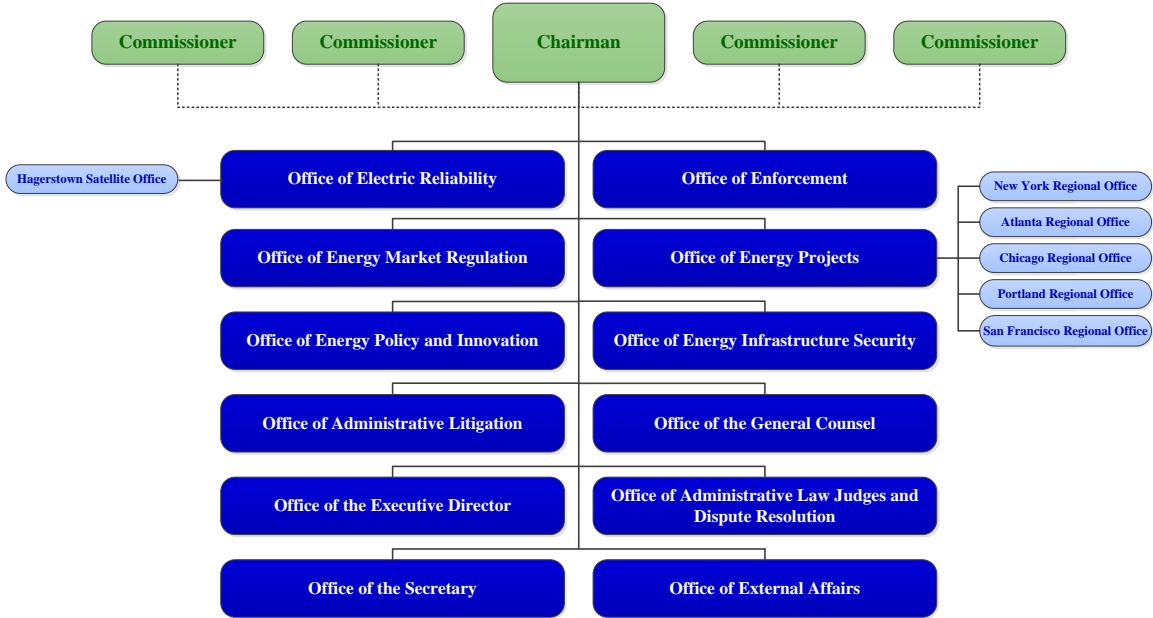 Commissioner
Commissioner
Chairman
Commissioner
Commissioner
Hagerstown Satellite Office
Office of Electric Reliability
Office of Enforcement
New York Regional Office
Atlanta Regional Office
Chicago Regional Office
Portland Regional Office
San Francisco Regional Office
Office of Energy Market Regulation
Office of Energy Projects
Office of Energy Policy and Innovation
Office of Energy Infrastructure Security
Office of Administrative Litigation
Office of the General Counsel
Office of the Executive Director
Office of Administrative Law Judges and
Dispute Resolution
Office of the Secretary
Office of External Affairs